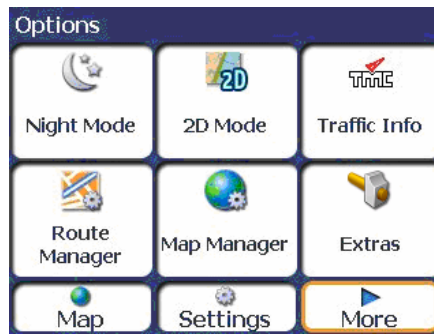 Options
2D
TMC
Night Mode
2D Mode
Traffic Info
Route
Manager
Map Manager
Extras
Map
Settings
More